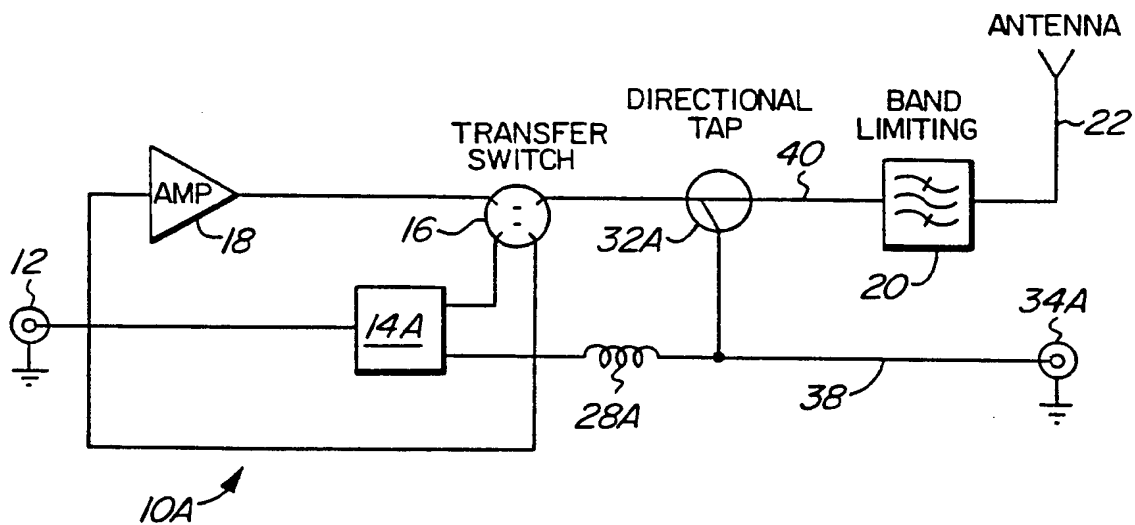 ANTENNA
DIRECTIONAL
TAP
BAND
LIMITING
22
TRANSFER
SWITCH
40
AMP
18
16
32A
12
20
34A
14A
28A
38
10A